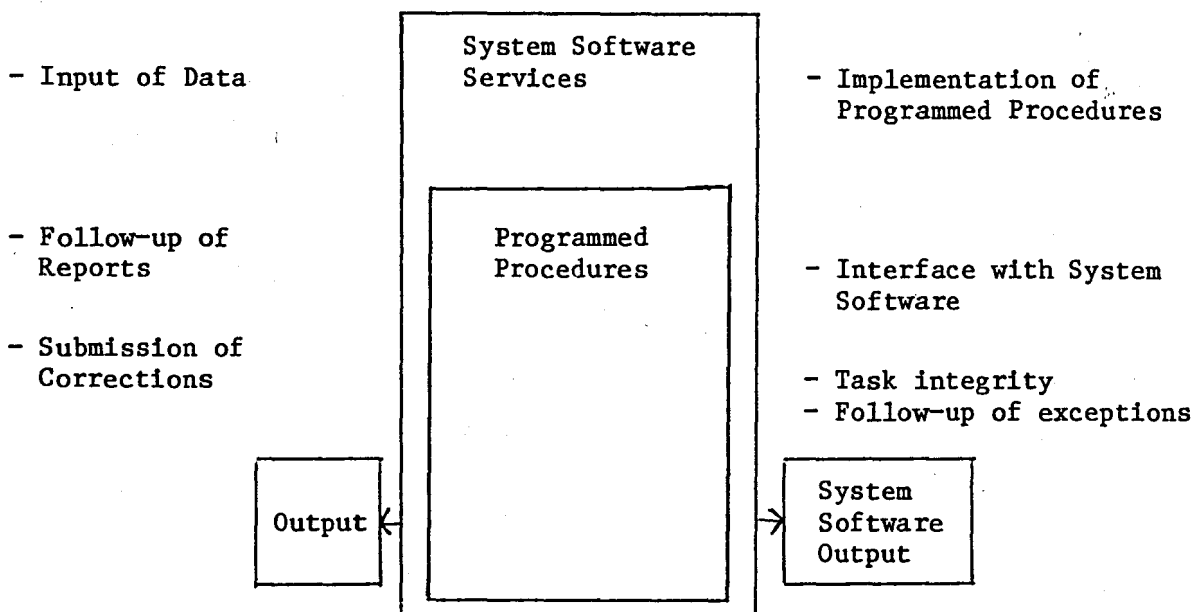 System Software
Services
- Input of Data
- Implementation of
Programmed Procedures
- Follow-up of
Reports
Programmed
Procedures
- Interface with System
Software
- Submission of
Corrections
- Task integrity
- Follow-up of exceptions
Output
System
Software
Output